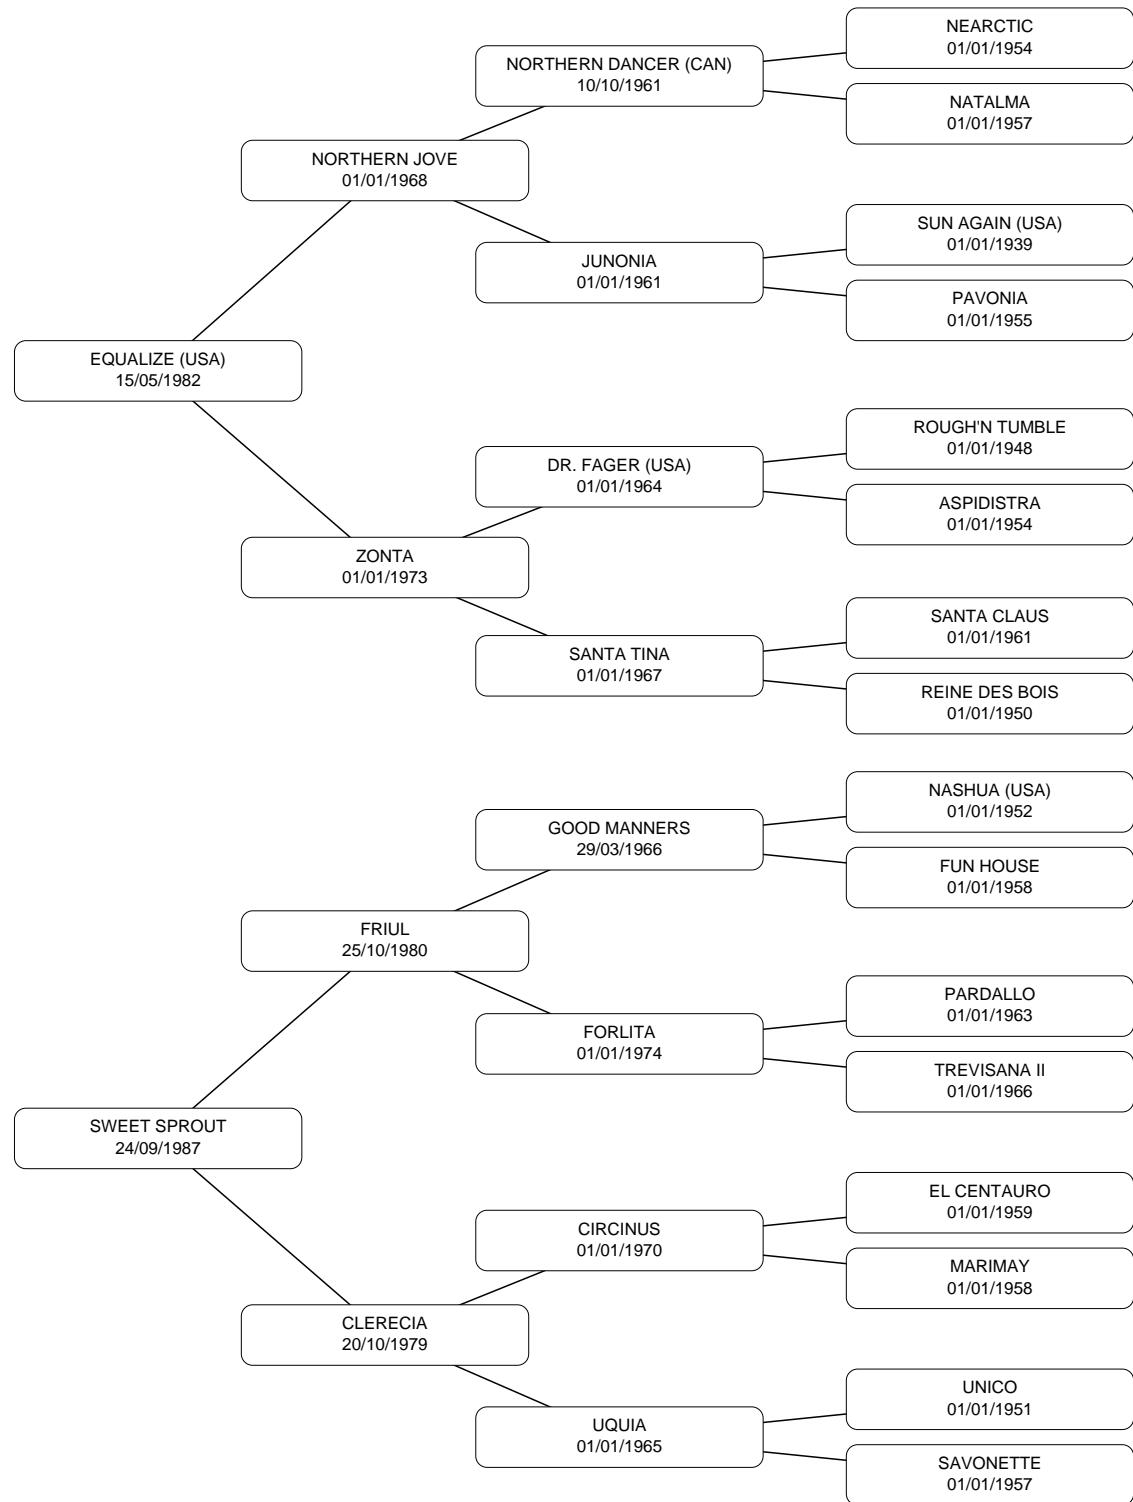 NEARCTIC
01/01/1954
NORTHERN DANCER (CAN)
10/10/1961
NATALMA
01/01/1957
NORTHERN JOVE
01/01/1968
SUN AGAIN (USA)
01/01/1939
JUNONIA
01/01/1961
PAVONIA
01/01/1955
EQUALIZE (USA)
15/05/1982
ROUGH'N TUMBLE
01/01/1948
DR. FAGER (USA)
01/01/1964
ASPIDISTRA
01/01/1954
ZONTA
01/01/1973
SANTA CLAUS
01/01/1961
SANTA TINA
01/01/1967
REINE DES BOIS
01/01/1950
NASHUA (USA)
01/01/1952
GOOD MANNERS
29/03/1966
FUN HOUSE
01/01/1958
FRIUL
25/10/1980
PARDALLO
01/01/1963
FORLITA
01/01/1974
TREVISANA II
01/01/1966
SWEET SPROUT
24/09/1987
EL CENTAURO
01/01/1959
CIRCINUS
01/01/1970
MARIMAY
01/01/1958
CLERECIA
20/10/1979
UNICO
01/01/1951
UQUIA
01/01/1965
SAVONETTE
01/01/1957